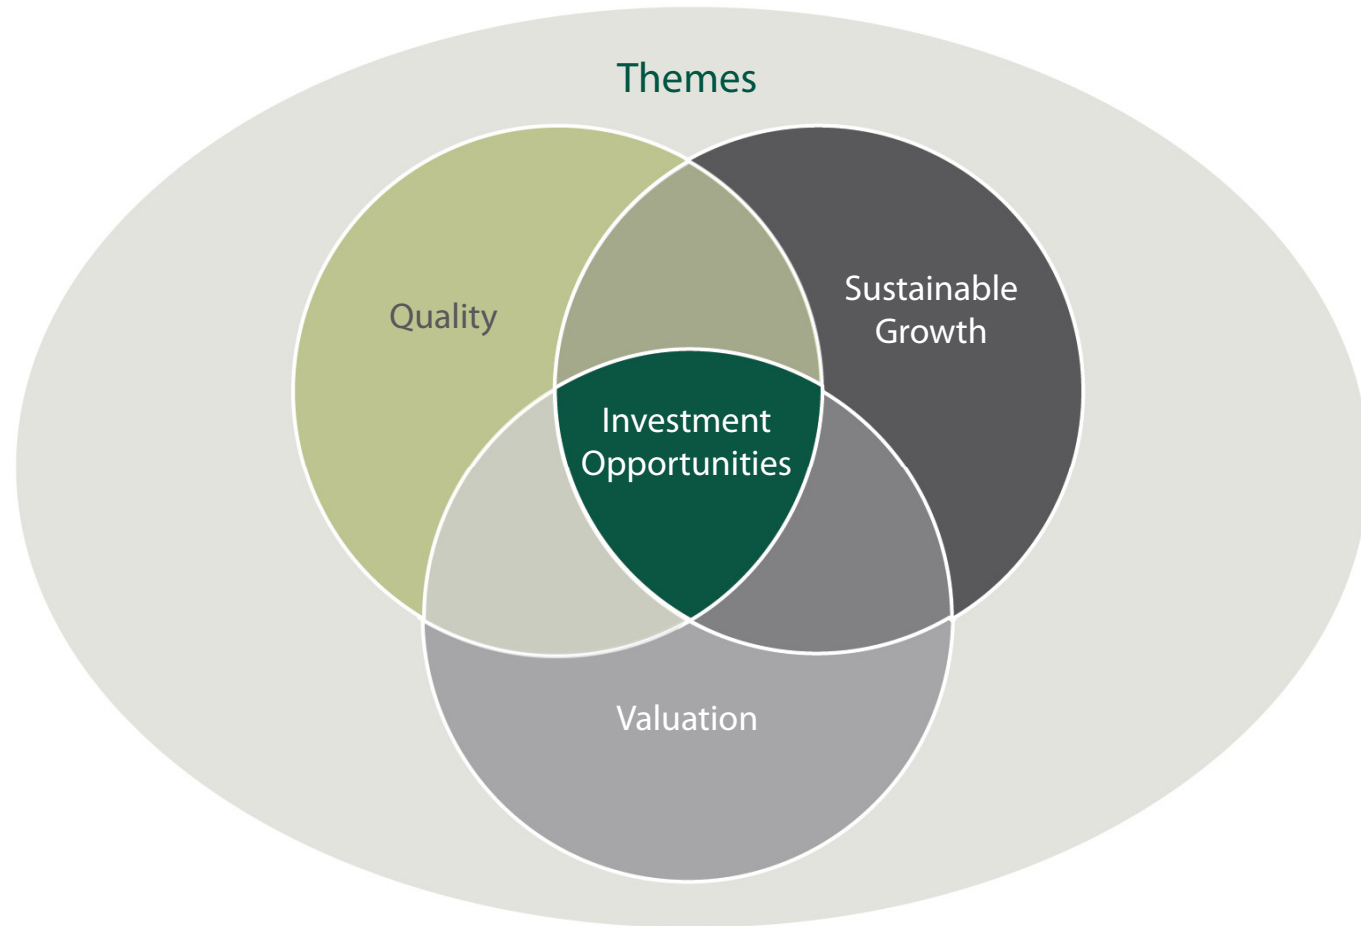 Themes
Quality
Sustainable
Growth
Investment
Opportunities
Valuation